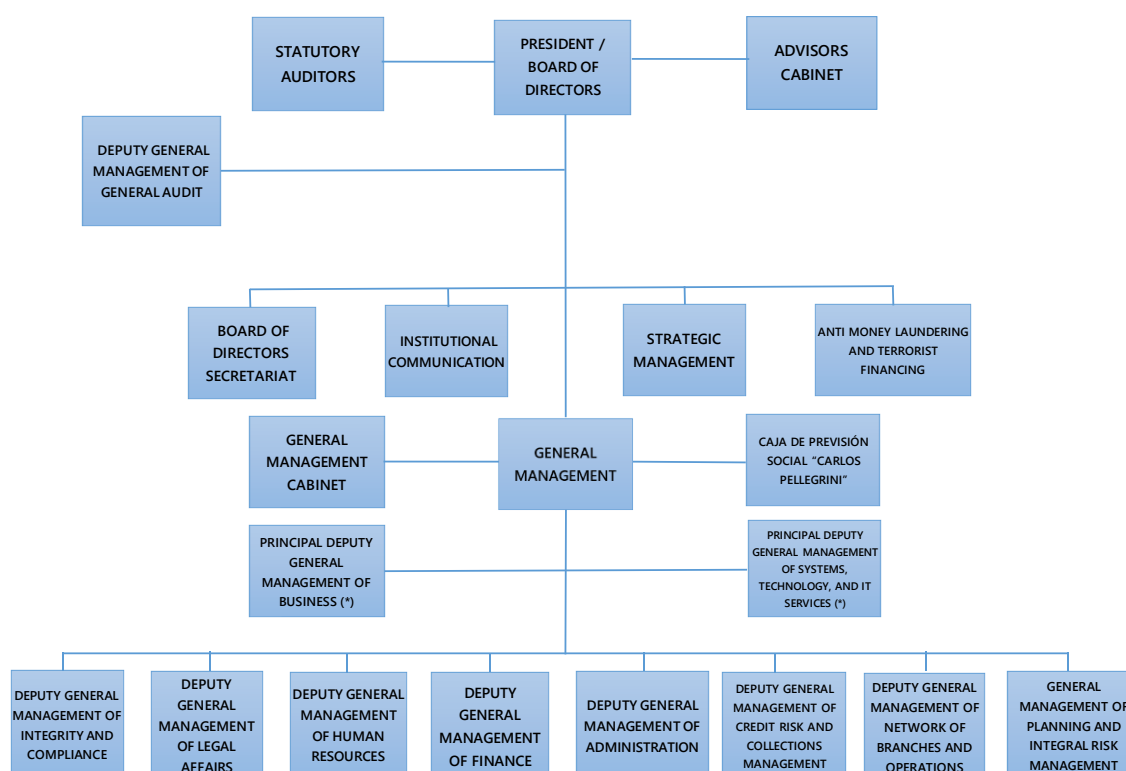 STATUTORY
AUDITORS
PRESIDENT /
BOARD OF
DIRECTORS
ADVISORS
CABINET
DEPUTY GENERAL
MANAGEMENT OF
GENERAL AUDIT
BOARD OF
DIRECTORS
SECRETARIAT
INSTITUTIONAL
COMMUNICATION
STRATEGIC
MANAGEMENT
ANTI MONEY LAUNDERING
AND TERRORIST
FINANCING
GENERAL
MANAGEMENT
CABINET
GENERAL
MANAGEMENT
CAJA DE PREVISIÓN
SOCIAL “CARLOS
PELLEGRINI”
PRINCIPAL DEPUTY
GENERAL
MANAGEMENT OF
BUSINESS (*)
PRINCIPAL DEPUTY
GENERAL MANAGEMENT
OF SYSTEMS,
TECHNOLOGY, AND IT
SERVICES (*)
DEPUTY GENERAL
MANAGEMENT OF
INTEGRITY AND
COMPLIANCE
DEPUTY
GENERAL
MANAGEMENT
OF LEGAL
AFFAIRS
DEPUTY GENERAL
MANAGEMENT
OF HUMAN
RESOURCES
DEPUTY
GENERAL
MANAGEMENT
OF FINANCE
DEPUTY GENERAL
MANAGEMENT OF
ADMINISTRATION
DEPUTY GENERAL
MANAGEMENT OF
CREDIT RISK AND
COLLECTIONS
MANAGEMENT
DEPUTY GENERAL
MANAGEMENT OF
NETWORK OF
BRANCHES AND
OPERATIONS
GENERAL
MANAGEMENT OF
PLANNING AND
INTEGRAL RISK
MANAGEMENT